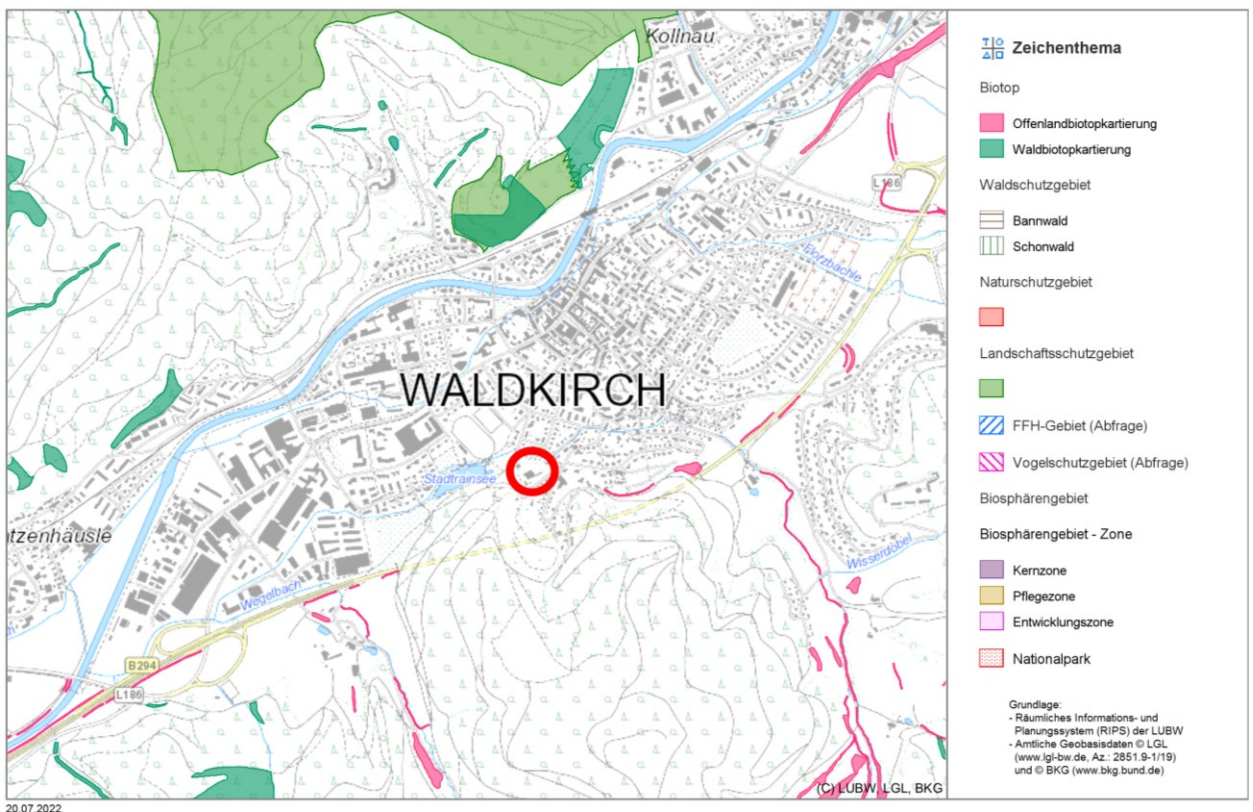 Kollnau
L186
Dorzbächle
WALDKIRCH
Stadtrainsee
tzenhäusle
Wisserdobel
Wegelbach
B294
L186
(C) LUBW, LGL, BKG
Zeichenthema
Biotop
Offenlandbiotopkartierung
Waldbiotopkartierung
Waldschutzgebiet
Bannwald
Schonwald
Naturschutzgebiet
Landschaftsschutzgebiet
FFH-Gebiet (Abfrage)
Vogelschutzgebiet (Abfrage)
Biosphärengebiet
Biosphärengebiet - Zone
Kernzone
Pflegezone
Entwicklungszone
Nationalpark
Grundlage:
- Räumliches Informations- und
Planungssystem (RIPS) der LUBW
- Amtliche Geobasisdaten © LGL
(www.lgl-bw.de, Az.: 2851.9-1/19)
und © BKG (www.bkg.bund.de)
20.07.2022